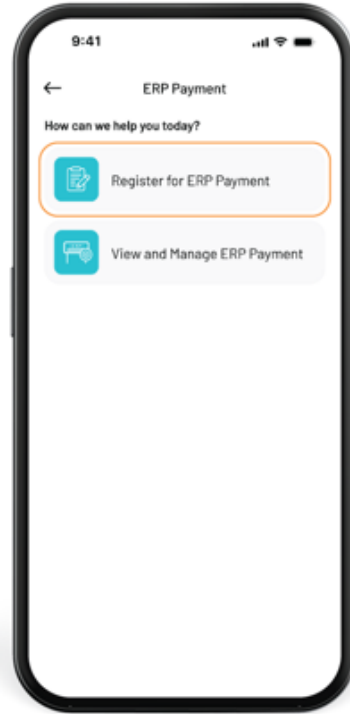 9:41
ERP Payment
How can we help you today?
Register for ERP Payment
View and Manage ERP Payment